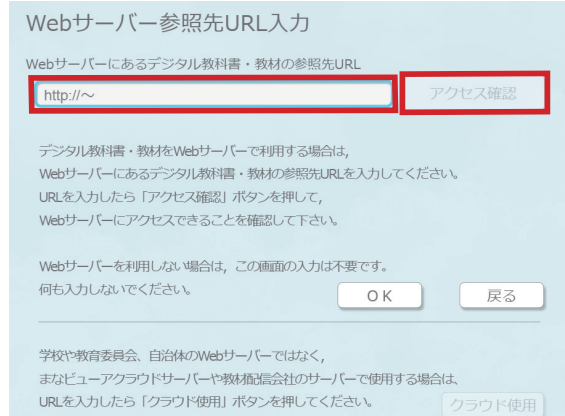 Webサーバー参照先URL入力
Webサーバーにあるデジタル教科書・教材の参照先URL
http://～ アクセス確認
デジタル教科書・教材をWebサーバーで利用する場合は，
Webサーバーにあるデジタル教科書・教材の参照先URLを入力してください。
URLを入力したら「アクセス確認」ボタンを押して，
Webサーバーにアクセスできることを確認して下さい。
Webサーバーを利用しない場合は，この画面の入力は不要です。
何も入力しないでください。
ＯＫ 戻る
学校や教育委員会、自治体のWebサーバーではなく，
まなビューアクラウドサーバーや教材配信会社のサーバーで使用する場合は、
URLを入力したら「クラウド使用」ボタンを押してください。
クラウド使用